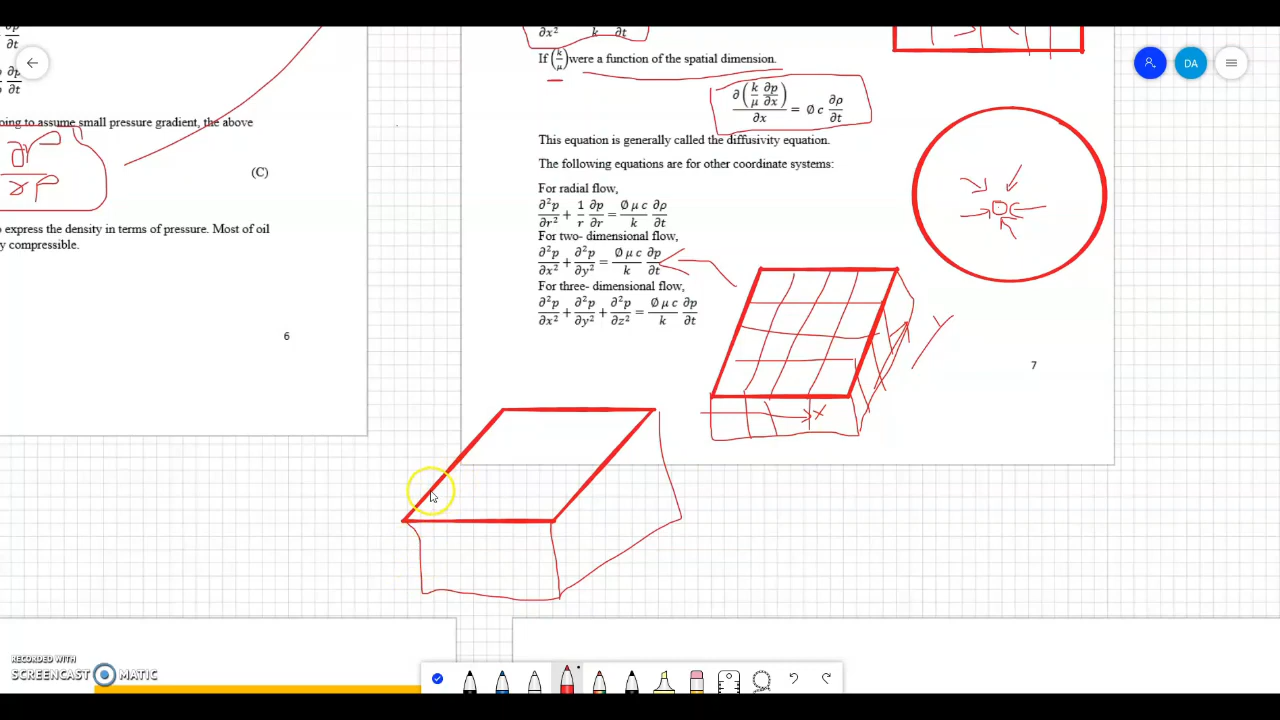 ∂p
∂t
∂p
∂t
oing to assume small pressure gradient, the above
(C)
o express the density in terms of pressure. Most of oil
y compressible.
6
∂x² k ∂t
If (k/μ) were a function of the spatial dimension.
∂(k/μ ∂p/∂x)/∂x = Ø c ∂ρ/∂t
This equation is generally called the diffusivity equation.
The following equations are for other coordinate systems:
For radial flow,
∂²p/∂r² + 1/r ∂p/∂r = Ø μ c/k ∂ρ/∂t
For two- dimensional flow,
∂²p/∂x² + ∂²p/∂y² = Ø μ c/k ∂p/∂t
For three- dimensional flow,
∂²p/∂x² + ∂²p/∂y² + ∂²p/∂z² = Ø μ c/k ∂p/∂t
7
Y
x
DA
RECORDED WITH
SCREENCAST MATIC